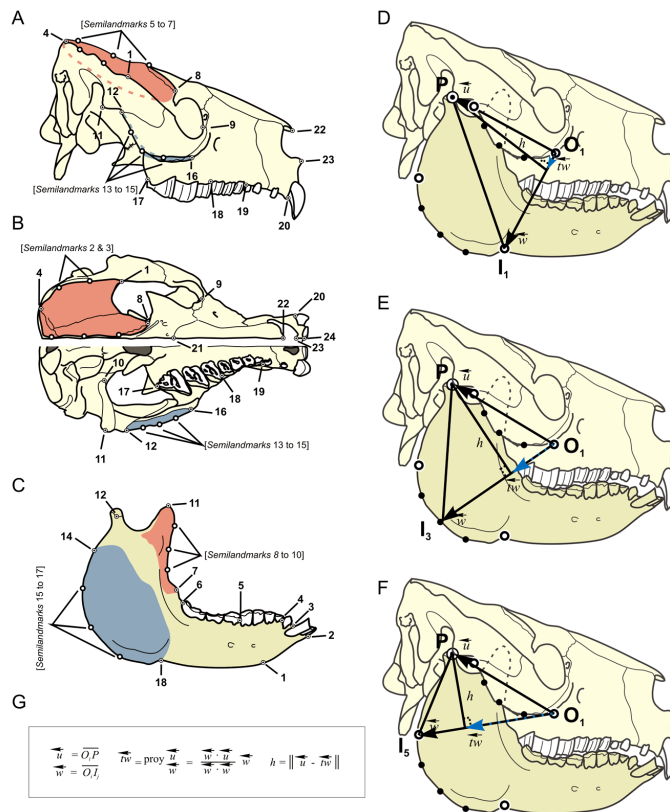 A
4
[Semilandmarks 5 to 7]
1
8
12
11
9
22
23
[Semilandmarks 13 to 15]
16
17
18
19
20
B
[Semilandmarks 2 & 3]
4
1
9
8
20
22
24
23
21
10
17
18
19
16
[Semilandmarks 13 to 15]
11
12
C
12
11
14
[Semilandmarks 8 to 10]
7
6
5
4
3
2
[Semilandmarks 15 to 17]
18
1
D
P
u
h
O1
tw
w
I1
E
P
u
h
O1
tw
w
I3
F
P
u
h
O1
tw
w
I5
G
u = OiP
w = OiIj
tw = proy u w = w · u / w · w w
h = || u - tw ||